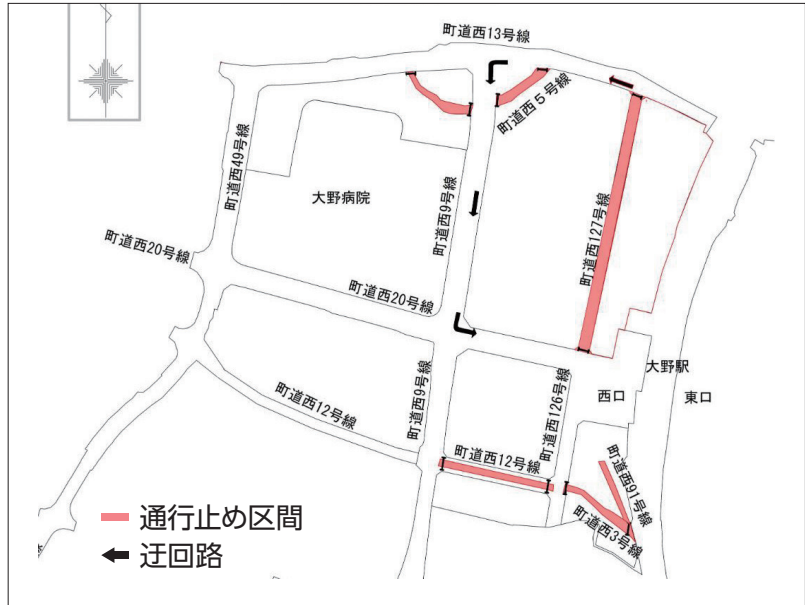 町道西13号線
町道西5号線
町道西49号線
大野病院
町道西9号線
町道西127号線
町道西20号線
町道西20号線
大野駅
西口
東口
町道西9号線
町道西126号線
町道西12号線
町道西12号線
町道西91号線
町道西3号線
通行止め区間
迂回路